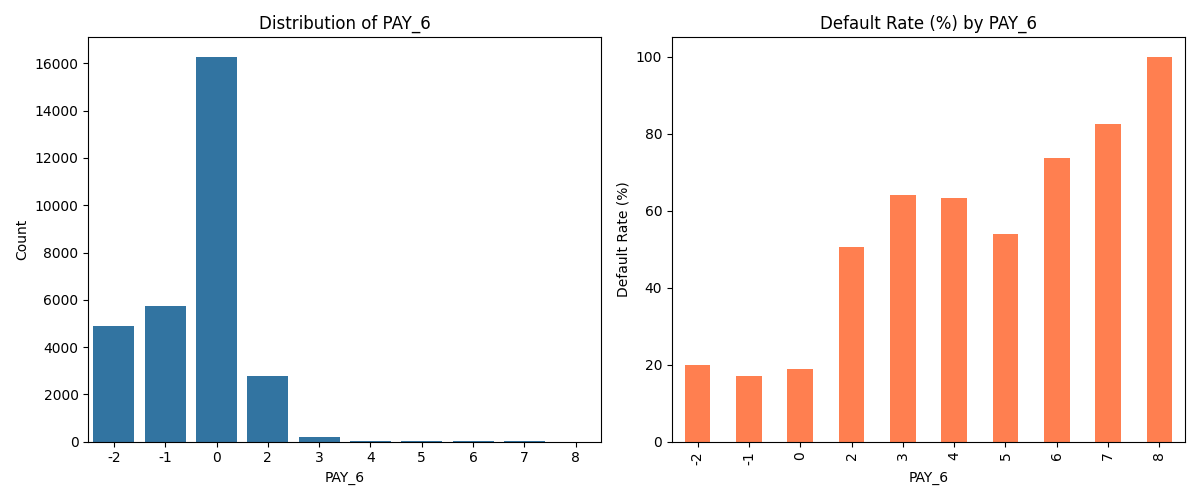 Distribution of PAY_6
Count
16000
14000
12000
10000
8000
6000
4000
2000
0
-2 -1 0 2 3 4 5 6 7 8
PAY_6
Default Rate (%) by PAY_6
Default Rate (%)
100
80
60
40
20
0
-2 -1 0 2 3 4 5 6 7 8
PAY_6